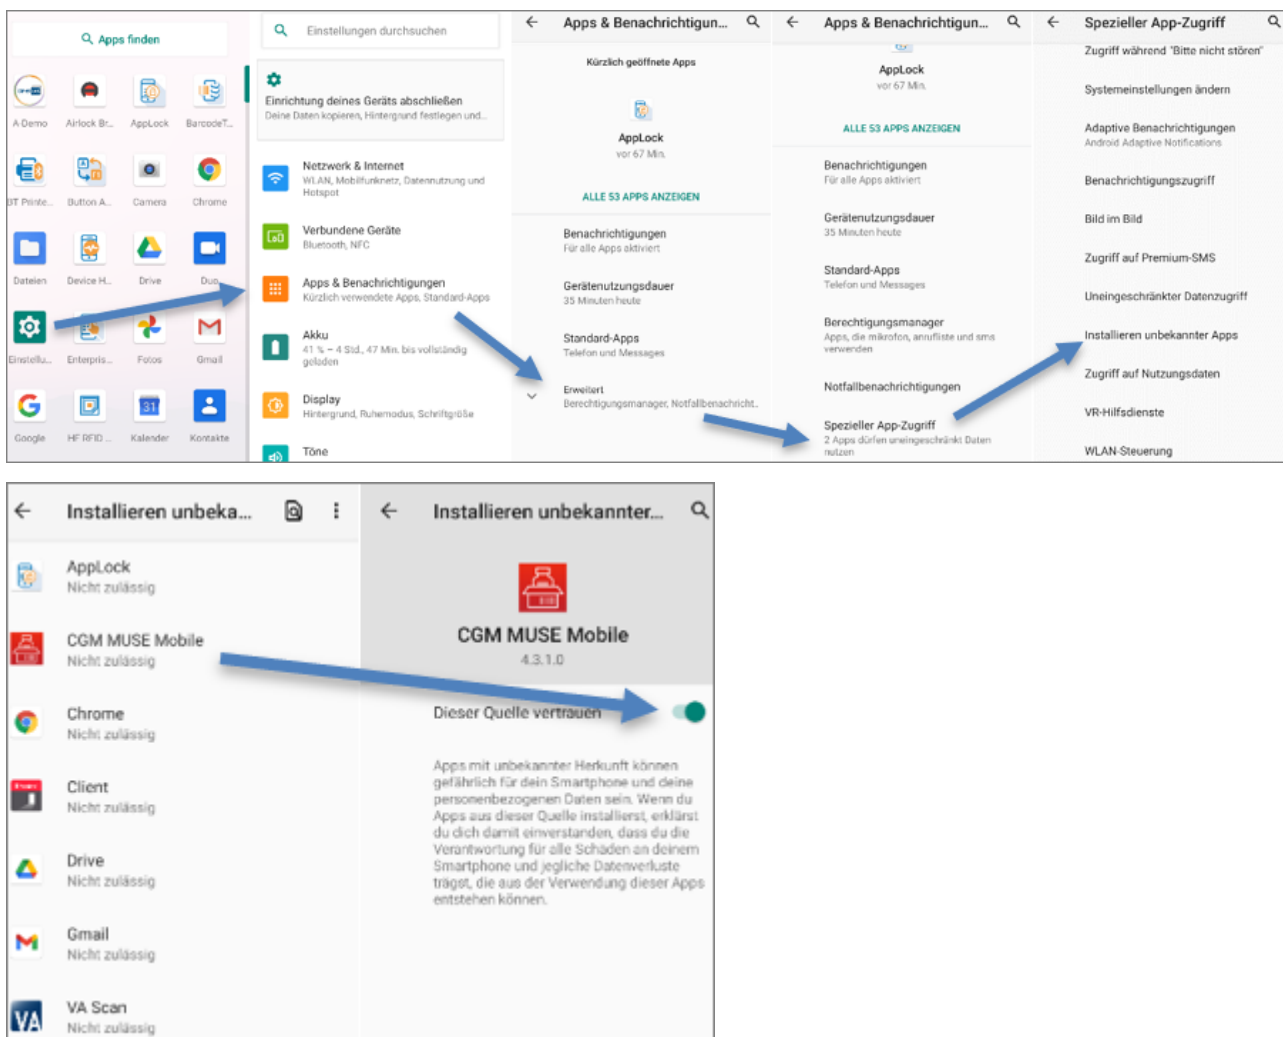 Apps finden
A-Demo
Airlock Br...
AppLock
BarcodeT...
BT Printe...
Button A...
Camera
Chrome
Dateien
Device H...
Drive
Duo
Einstellu...
Enterpris...
Fotos
Gmail
31
Google
HF RFID ...
Kalender
Kontakte
Einstellungen durchsuchen
Einrichtung deines Geräts abschließen
Deine Daten kopieren, Hintergrund festlegen und...
Netzwerk & Internet
WLAN, Mobilfunknetz, Datennutzung und
Hotspot
Verbundene Geräte
Bluetooth, NFC
Apps & Benachrichtigungen
Kürzlich verwendete Apps, Standard-Apps
Akku
41 % – 4 Std., 47 Min. bis vollständig
geladen
Display
Hintergrund, Ruhemodus, Schriftgröße
Töne
Apps & Benachrichtigun...
Kürzlich geöffnete Apps
AppLock
vor 67 Min.
ALLE 53 APPS ANZEIGEN
Benachrichtigungen
Für alle Apps aktiviert
Gerätenutzungsdauer
35 Minuten heute
Standard-Apps
Telefon und Messages
Erweitert
Berechtigungsmanager, Notfallbenachricht..
Apps & Benachrichtigun...
AppLock
vor 67 Min.
ALLE 53 APPS ANZEIGEN
Benachrichtigungen
Für alle Apps aktiviert
Gerätenutzungsdauer
35 Minuten heute
Standard-Apps
Telefon und Messages
Berechtigungsmanager
Apps, die mikrofon, anrufliste und sms
verwenden
Notfallbenachrichtigungen
Spezieller App-Zugriff
2 Apps dürfen uneingeschränkt Daten
nutzen
Spezieller App-Zugriff
Zugriff während "Bitte nicht stören"
Systemeinstellungen ändern
Adaptive Benachrichtigungen
Android Adaptive Notifications
Benachrichtigungszugriff
Bild im Bild
Zugriff auf Premium-SMS
Uneingeschränkter Datenzugriff
Installieren unbekannter Apps
Zugriff auf Nutzungsdaten
VR-Hilfsdienste
WLAN-Steuerung
Installieren unbeka...
AppLock
Nicht zulässig
CGM MUSE Mobile
Nicht zulässig
Chrome
Nicht zulässig
Client
Nicht zulässig
Drive
Nicht zulässig
Gmail
Nicht zulässig
VA
VA Scan
Nicht zulässig
Installieren unbekannter...
CGM MUSE Mobile
4.3.1.0
Dieser Quelle vertrauen
Apps mit unbekannter Herkunft können
gefährlich für dein Smartphone und deine
personenbezogenen Daten sein. Wenn du
Apps aus dieser Quelle installierst, erklärst
du dich damit einverstanden, dass du die
Verantwortung für alle Schäden an deinem
Smartphone und jegliche Datenverluste
trägst, die aus der Verwendung dieser Apps
entstehen können.